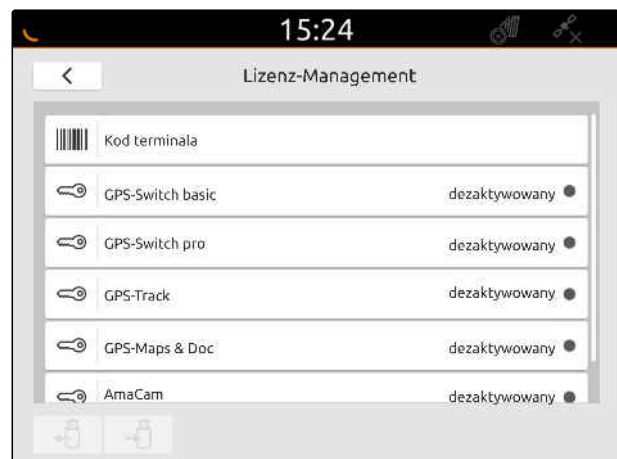 15:24
Lizenz-Management
Kod terminala
GPS-Switch basic dezaktywowany
GPS-Switch pro dezaktywowany
GPS-Track dezaktywowany
GPS-Maps & Doc dezaktywowany
AmaCam dezaktywowany